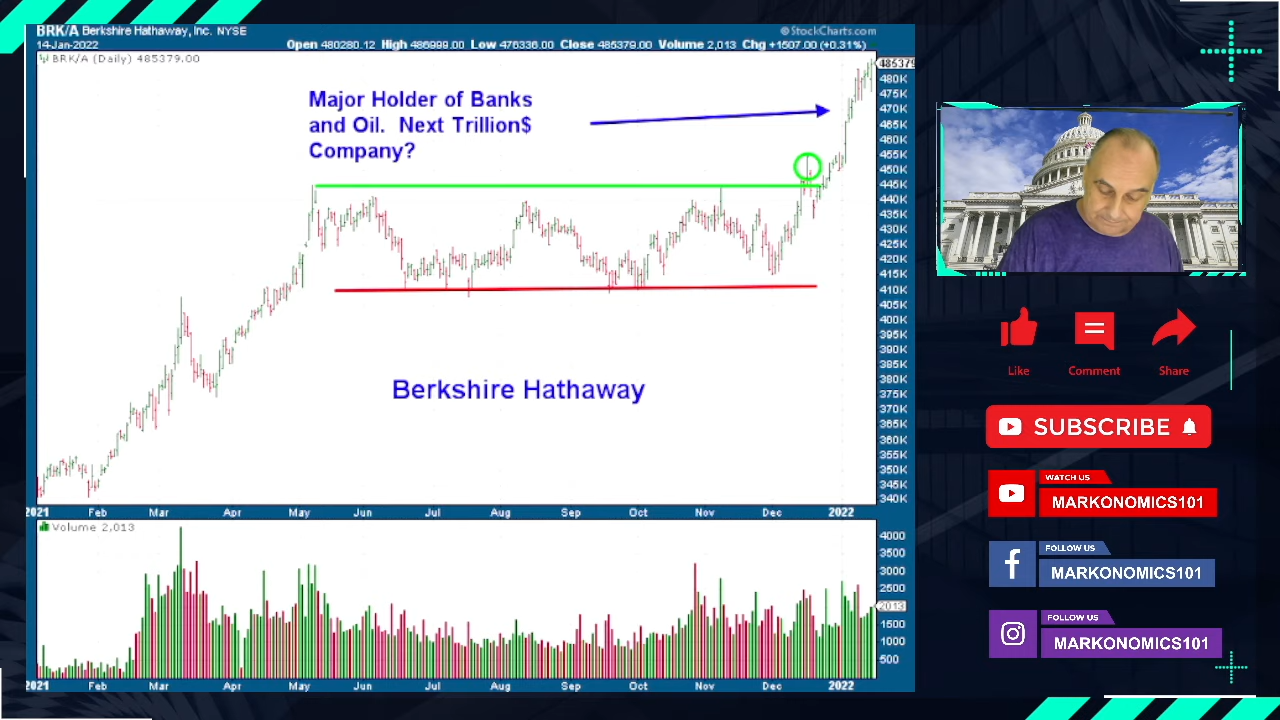 BRK/A Berkshire Hathaway, Inc. NYSE
©StockCharts.com
14-Jan-2022
Open 480280.12 High 486999.00 Low 476336.00 Close 485379.00 Volume 2,013 Chg +1507.00 (+0.31%)
BRK/A (Daily) 485379.00
Major Holder of Banks
and Oil. Next Trillion$
Company?
Berkshire Hathaway
485379
480K
475K
470K
465K
460K
455K
450K
445K
440K
435K
430K
425K
420K
415K
410K
405K
400K
395K
390K
385K
380K
375K
370K
365K
360K
355K
350K
345K
340K
2021 Feb Mar Apr May Jun Jul Aug Sep Oct Nov Dec 2022
Volume 2,013
4000
3500
3000
2500
2013
1500
1000
500
2021 Feb Mar Apr May Jun Jul Aug Sep Oct Nov Dec 2022
Like Comment Share
SUBSCRIBE
WATCH US
MARKONOMICS101
FOLLOW US
MARKONOMICS101
FOLLOW US
MARKONOMICS101